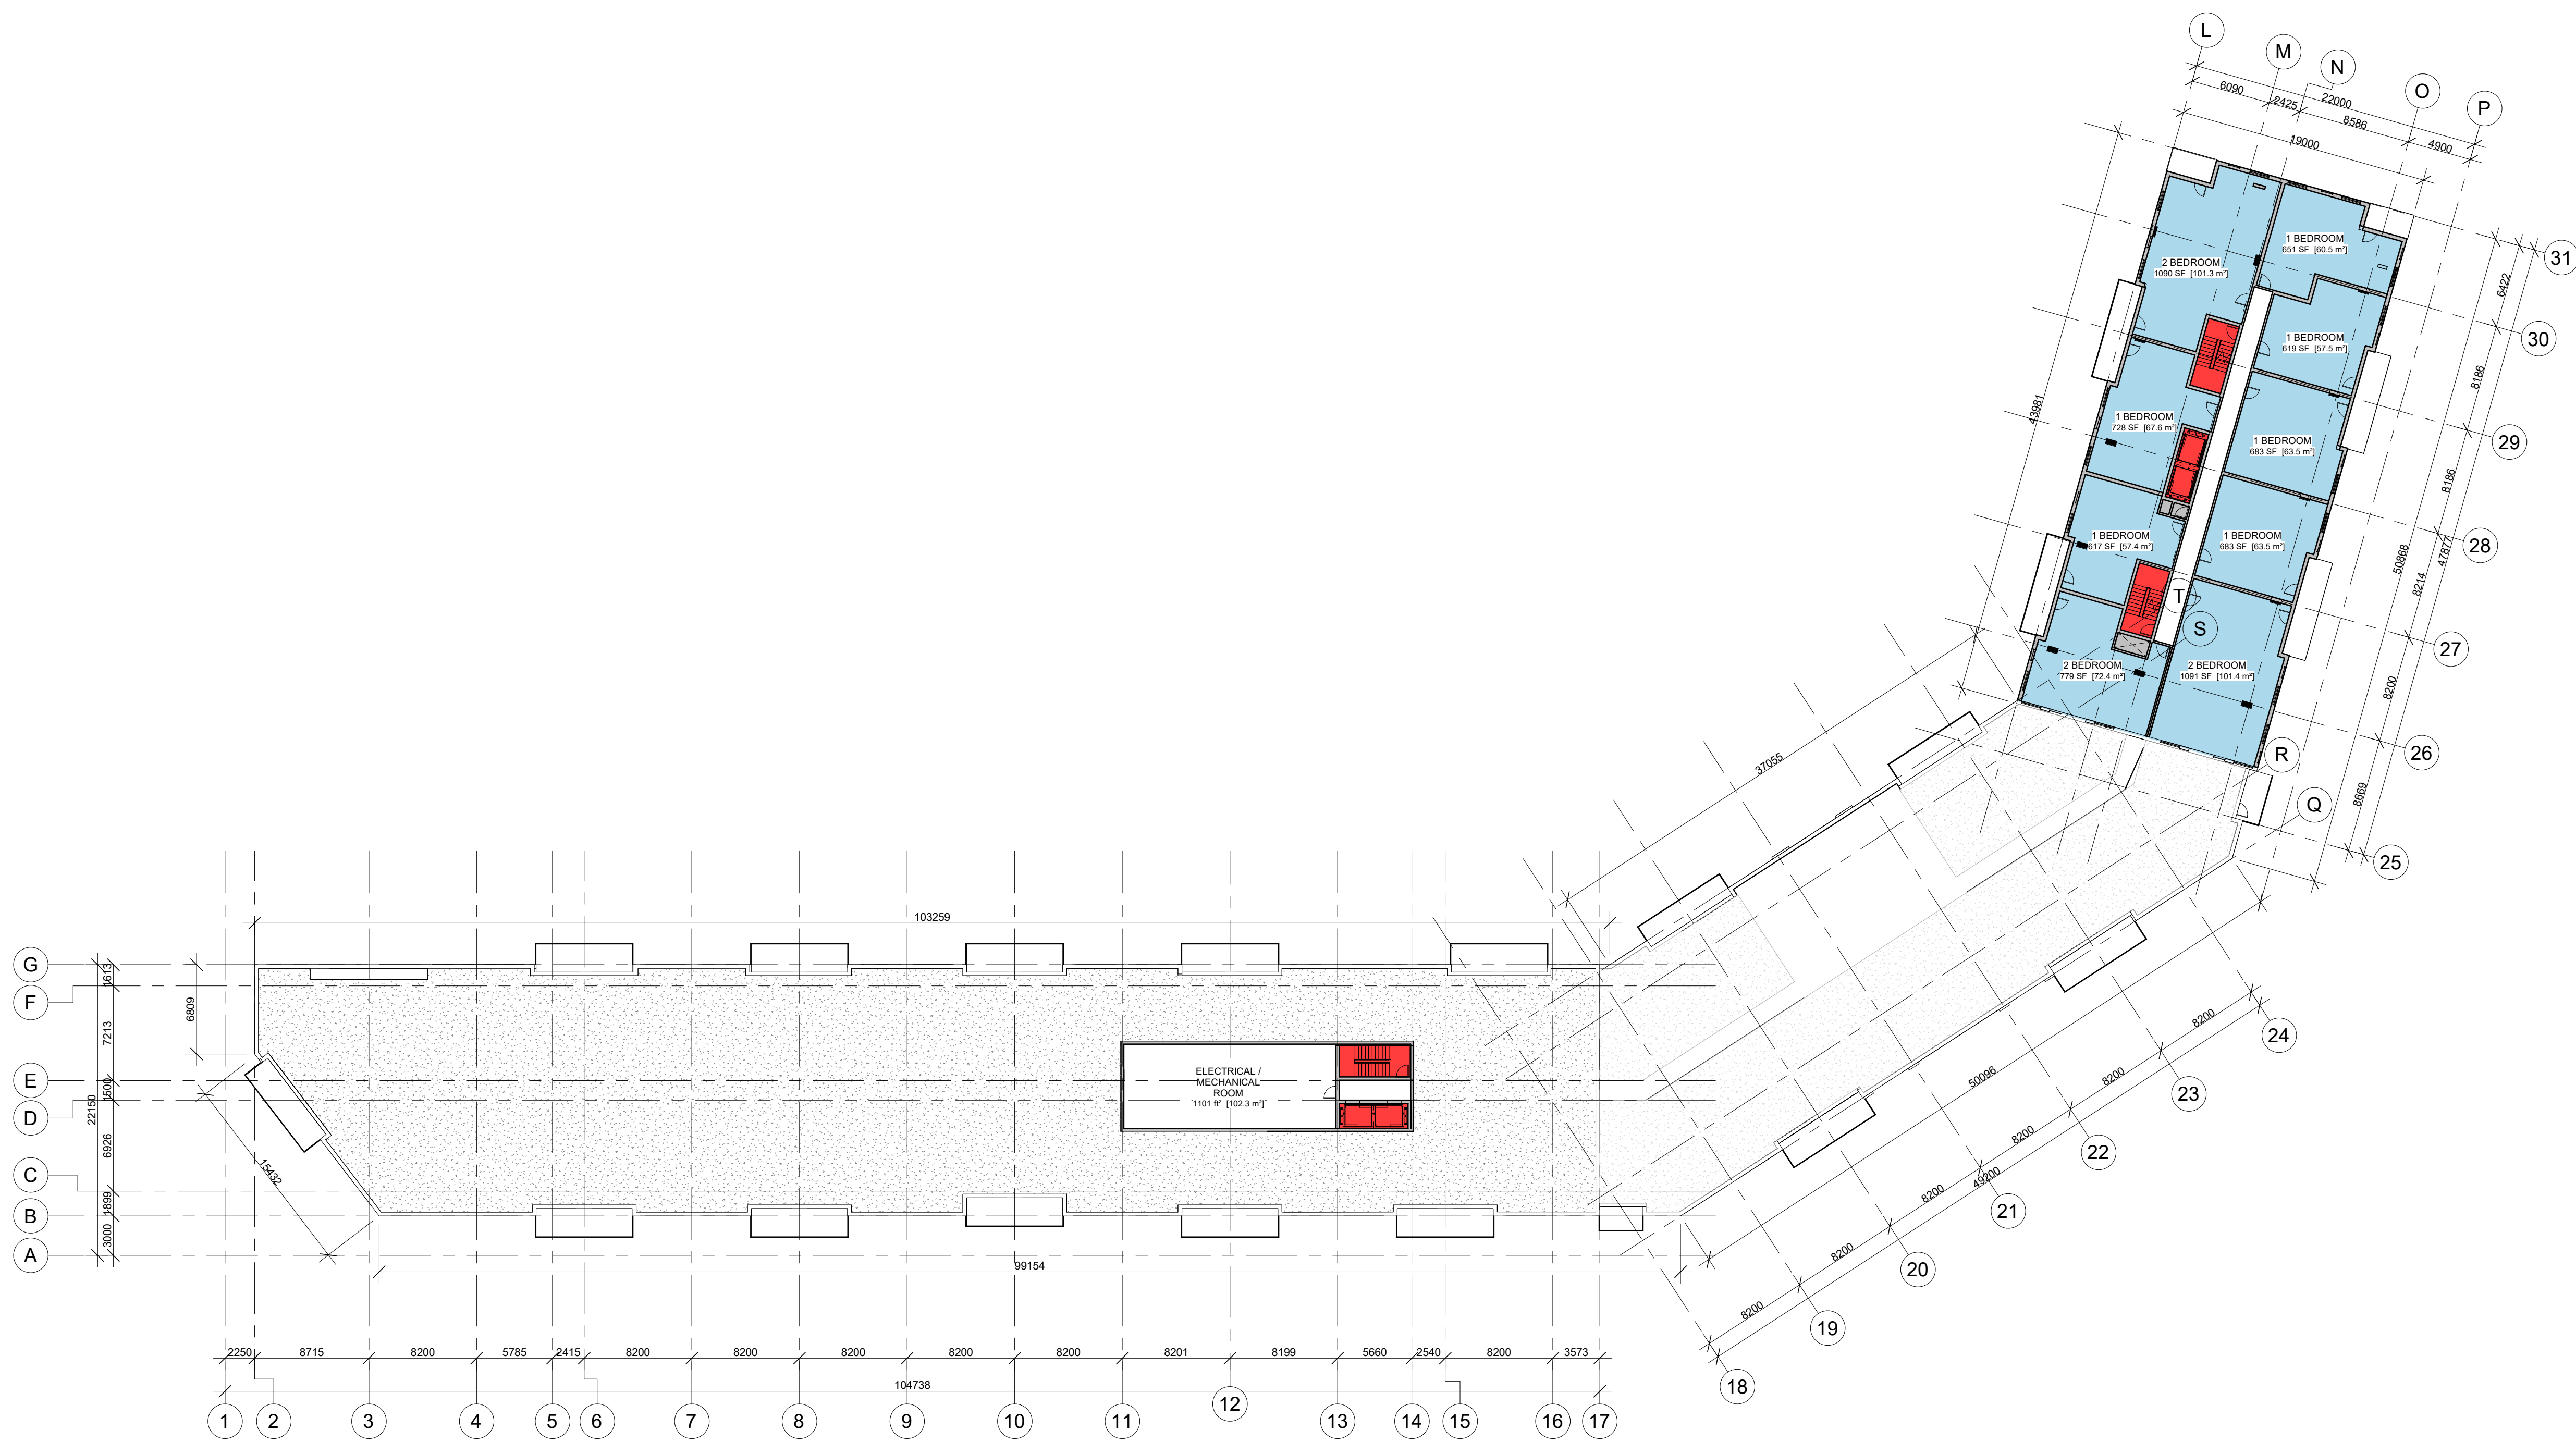 L
M
N
O
P
6090
2425
22000
8586
4900
19000
31
30
29
28
27
26
25
6422
8186
8186
8214
8200
8669
47877
50868
43981
1 BEDROOM
651 SF [60.5 m²]
2 BEDROOM
1090 SF [101.3 m²]
1 BEDROOM
619 SF [57.5 m²]
1 BEDROOM
728 SF [67.6 m²]
1 BEDROOM
683 SF [63.5 m²]
1 BEDROOM
617 SF [57.4 m²]
1 BEDROOM
683 SF [63.5 m²]
T
S
2 BEDROOM
779 SF [72.4 m²]
2 BEDROOM
1091 SF [101.4 m²]
R
Q
37055
103259
G
F
E
D
C
B
A
1613
7213
1500
6926
1899
3000
22150
6809
15432
ELECTRICAL /
MECHANICAL
ROOM
1101 ft² [102.3 m²]
99154
50096
49200
8200
8200
8200
8200
8200
8200
24
23
22
21
20
19
18
2250
8715
8200
5785
2415
8200
8200
8200
8200
8200
8201
8199
5660
2540
8200
3573
104738
1
2
3
4
5
6
7
8
9
10
11
12
13
14
15
16
17